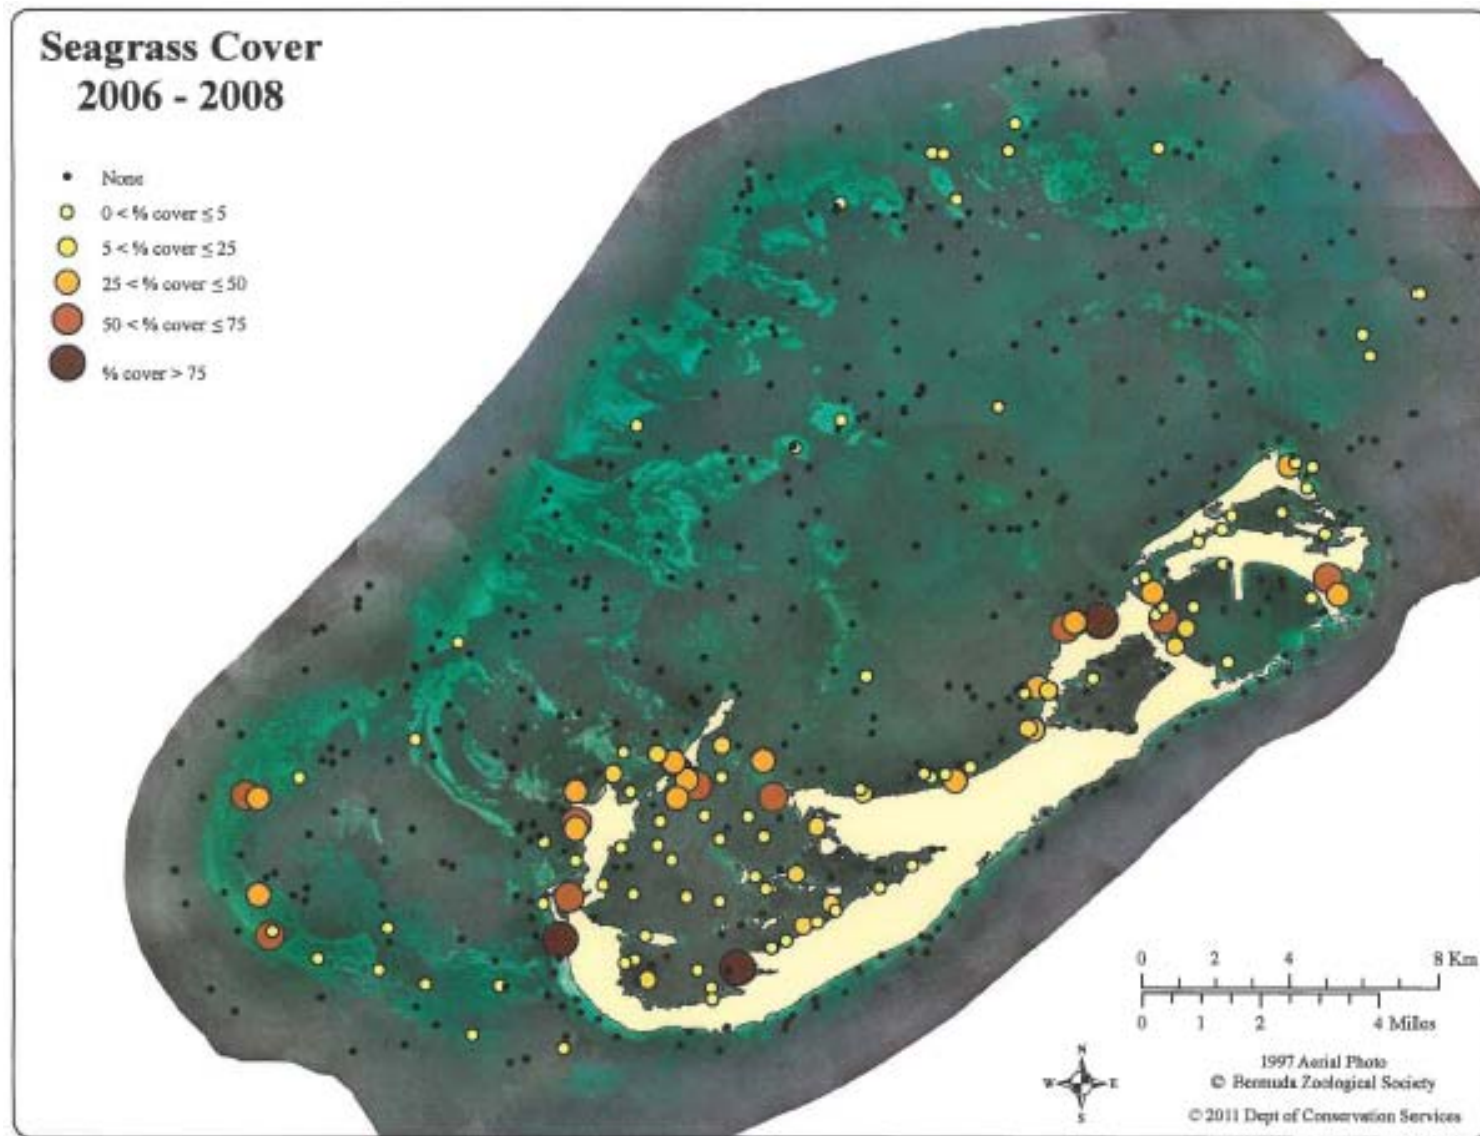 Seagrass Cover
2006 - 2008
None
0 < % cover ≤ 5
5 < % cover ≤ 25
25 < % cover ≤ 50
50 < % cover ≤ 75
% cover > 75
0 2 4 8 Km
0 1 2 4 Miles
N
W E
S
1997 Aerial Photo
© Bermuda Zoological Society
© 2011 Dept of Conservation Services